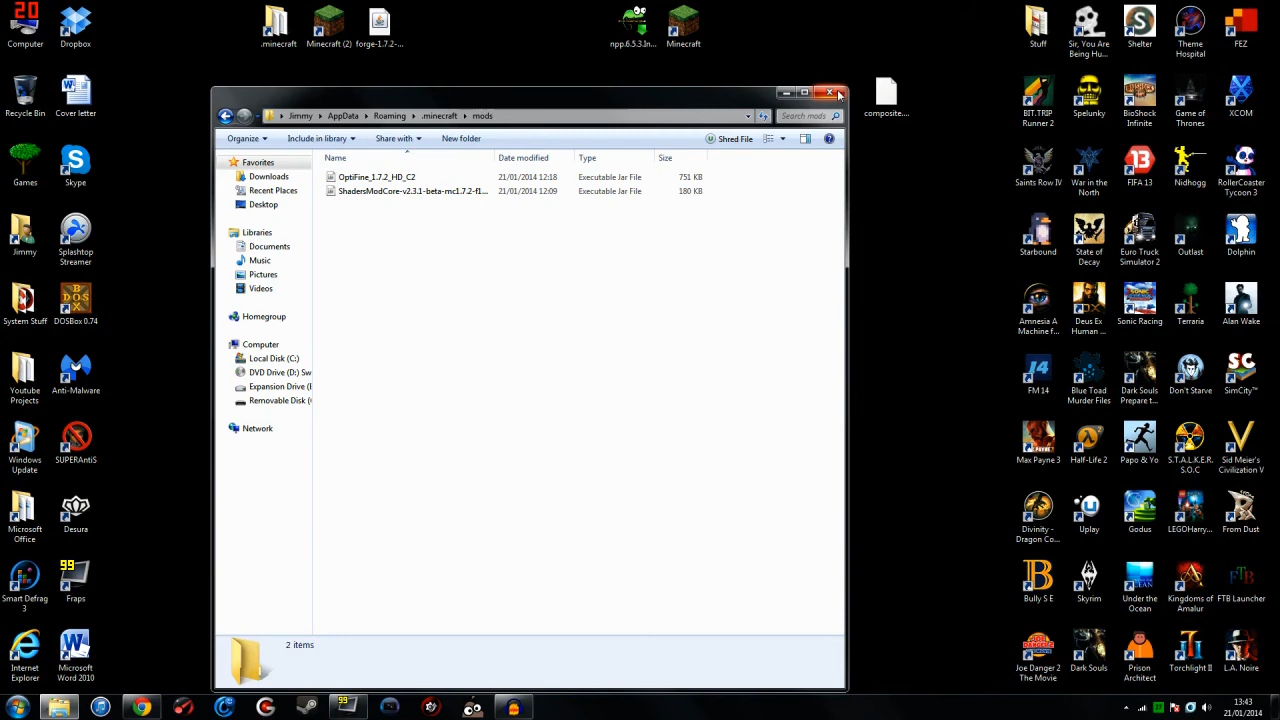 20
Computer
Dropbox
.minecraft
Minecraft (2)
forge-1.7.2-...
npp.6.5.3.In...
Minecraft
Stuff
Sir, You Are
Being Hu...
Shelter
Theme
Hospital
FEZ
Recycle Bin
Cover letter
composite....
BIT.TRIP
Runner 2
Spelunky
BioShock
Infinite
Game of
Thrones
XCOM
Jimmy
AppData
Roaming
.minecraft
mods
Search mods
Organize
Include in library
Share with
New folder
Shred File
Favorites
Downloads
Recent Places
Desktop
Libraries
Documents
Music
Pictures
Videos
Homegroup
Computer
Local Disk (C:)
DVD Drive (D:) Sw
Expansion Drive (E
Removable Disk (
Network
Name
Date modified
Type
Size
OptiFine_1.7.2_HD_C2
21/01/2014 12:18
Executable Jar File
751 KB
ShadersModCore-v2.3.1-beta-mc1.7.2-f1...
21/01/2014 12:09
Executable Jar File
180 KB
2 items
Games
Skype
Jimmy
Splashtop
Streamer
System Stuff
DOSBox 0.74
Youtube
Projects
Anti-Malware
Windows
Update
SUPERAntiS
Microsoft
Office
Desura
Smart Defrag
3
99
Fraps
Internet
Explorer
Microsoft
Word 2010
Saints Row IV
War in the
North
13
FIFA 13
Nidhogg
RollerCoaster
Tycoon 3
Starbound
State of
Decay
Euro Truck
Simulator 2
Outlast
Dolphin
Amnesia A
Machine f...
Deus Ex
Human ...
Sonic Racing
Terraria
Alan Wake
14
FM 14
Blue Toad
Murder Files
Dark Souls
Prepare t...
Don't Starve
SC
SimCity™
Max Payne 3
Half-Life 2
Papo & Yo
S.T.A.L.K.E.R.
S.O.C
Sid Meier's
Civilization V
Divinity -
Dragon Co...
Uplay
Godus
LEGOHarry...
From Dust
Bully S E
Skyrim
Under the
Ocean
Kingdoms of
Amalur
FTB
FTB Launcher
Joe Danger 2
The Movie
Dark Souls
Prison
Architect
Torchlight II
L.A. Noire
99
13:43
21/01/2014